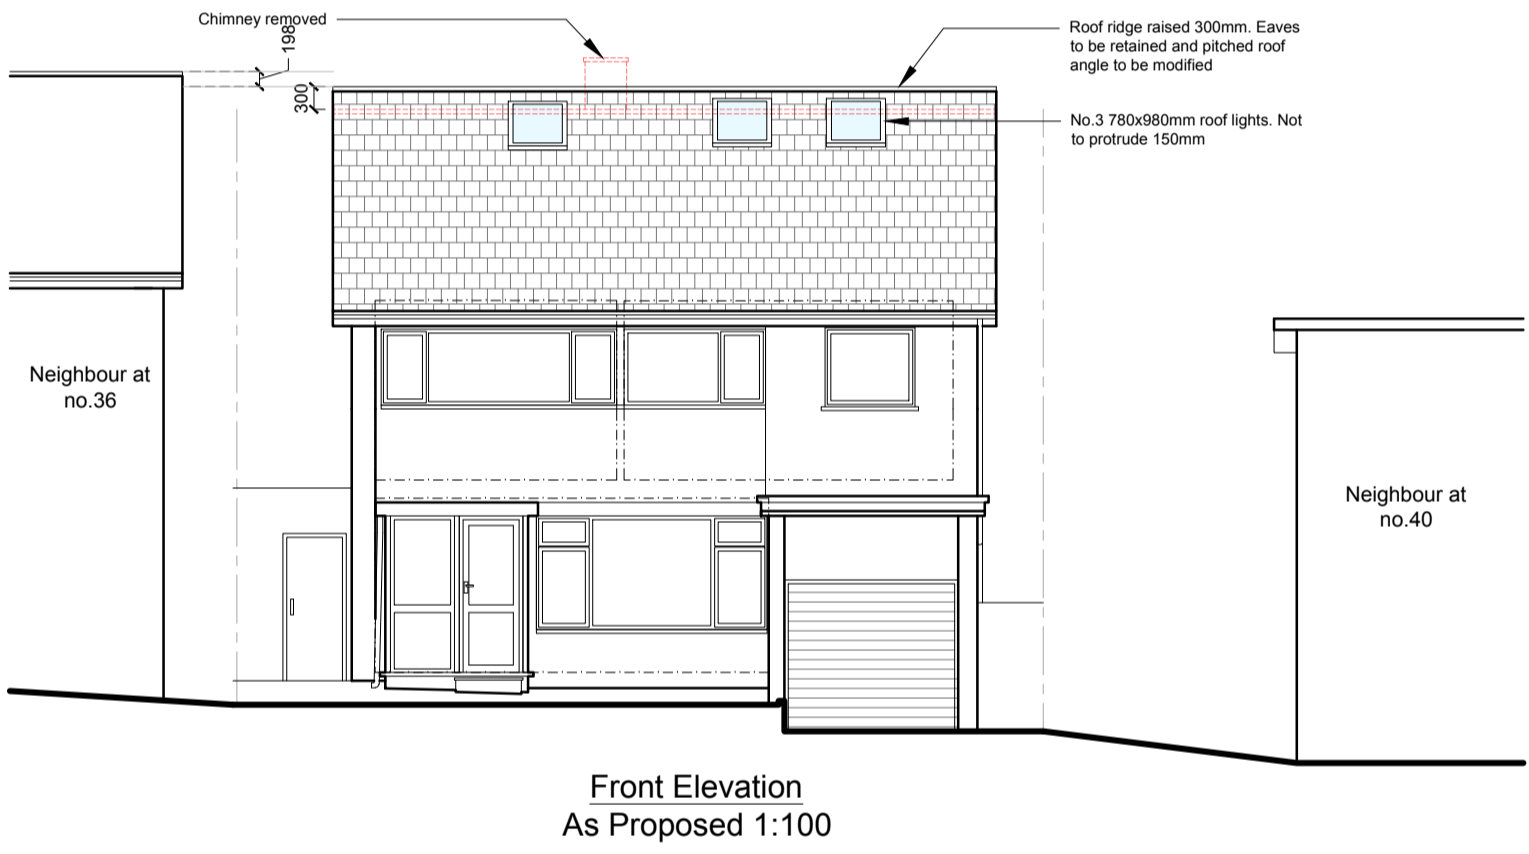 Chimney removed
198
300
Roof ridge raised 300mm. Eaves
to be retained and pitched roof
angle to be modified
No.3 780x980mm roof lights. Not
to protrude 150mm
Neighbour at
no.36
Neighbour at
no.40
Front Elevation
As Proposed 1:100